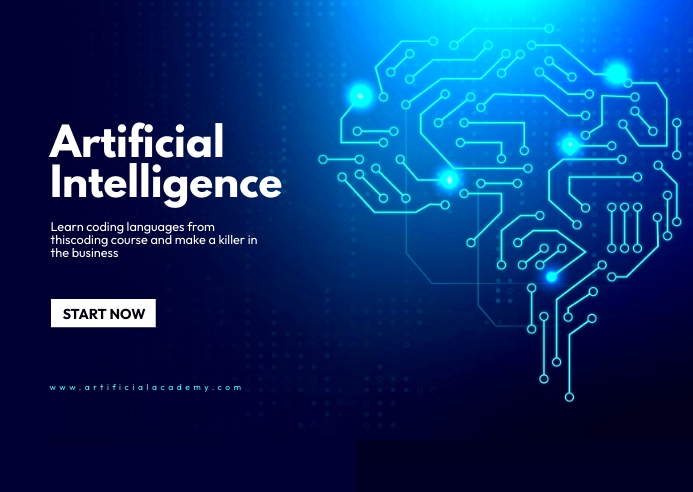 Artificial
Intelligence
Learn coding languages from
thiscoding course and make a killer in
the business
START NOW
www.artificialacademy.com